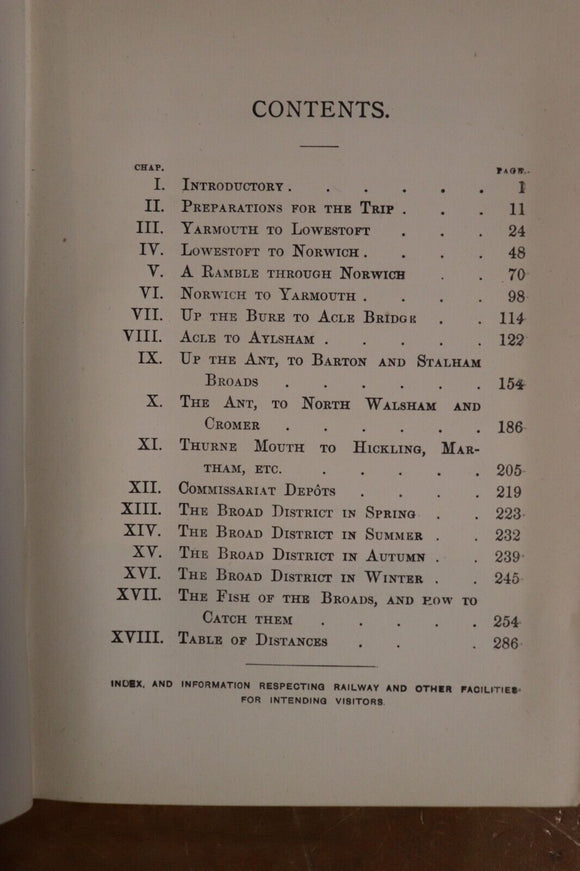 CONTENTS.
CHAP. PAGE.
I. INTRODUCTORY . . . . . . 1
II. PREPARATIONS FOR THE TRIP . . . 11
III. YARMOUTH TO LOWESTOFT . . . 24
IV. LOWESTOFT TO NORWICH . . . . 48
V. A RAMBLE THROUGH NORWICH . . 70
VI. NORWICH TO YARMOUTH . . . . 98
VII. UP THE BURE TO ACLE BRIDGE . . 114
VIII. ACLE TO AYLSHAM . . . . . 122
IX. UP THE ANT, TO BARTON AND STALHAM
BROADS . . . . . . 154
X. THE ANT, TO NORTH WALSHAM AND
CROMER . . . . . . 186
XI. THURNE MOUTH TO HICKLING, MAR-
THAM, ETC. . . . . . 205
XII. COMMISSARIAT DEPÔTS . . . . 219
XIII. THE BROAD DISTRICT IN SPRING . . 223
XIV. THE BROAD DISTRICT IN SUMMER . . 232
XV. THE BROAD DISTRICT IN AUTUMN . . 239
XVI. THE BROAD DISTRICT IN WINTER . . 245
XVII. THE FISH OF THE BROADS, AND HOW TO
CATCH THEM . . . . . 254
XVIII. TABLE OF DISTANCES . . . 286
INDEX, AND INFORMATION RESPECTING RAILWAY AND OTHER FACILITIES
FOR INTENDING VISITORS.